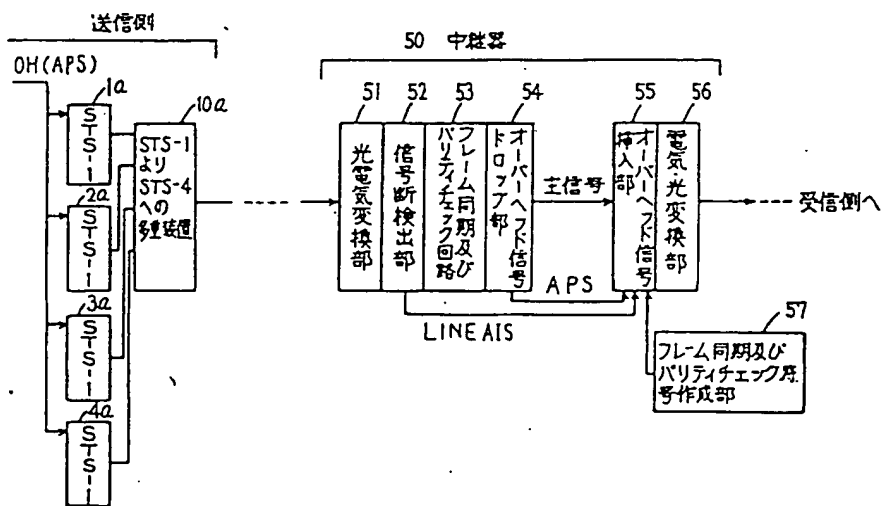 送信側
OH(APS)
1a
STS-1
2a
STS-1
3a
STS-1
4a
STS-1
10a
STS-1
より
STS-4
への
多重装置
50 中継器
51
光電気変換部
52
信号断検出部
53
フレーム同期及び
パリティチェック回路
54
オーバーヘッド信号
ドロップ部
主信号
APS
LINEAIS
55
オーバーヘッド信号
挿入部
56
電気・光変換部
受信側へ
57
フレーム同期及び
パリティチェック符
号作成部